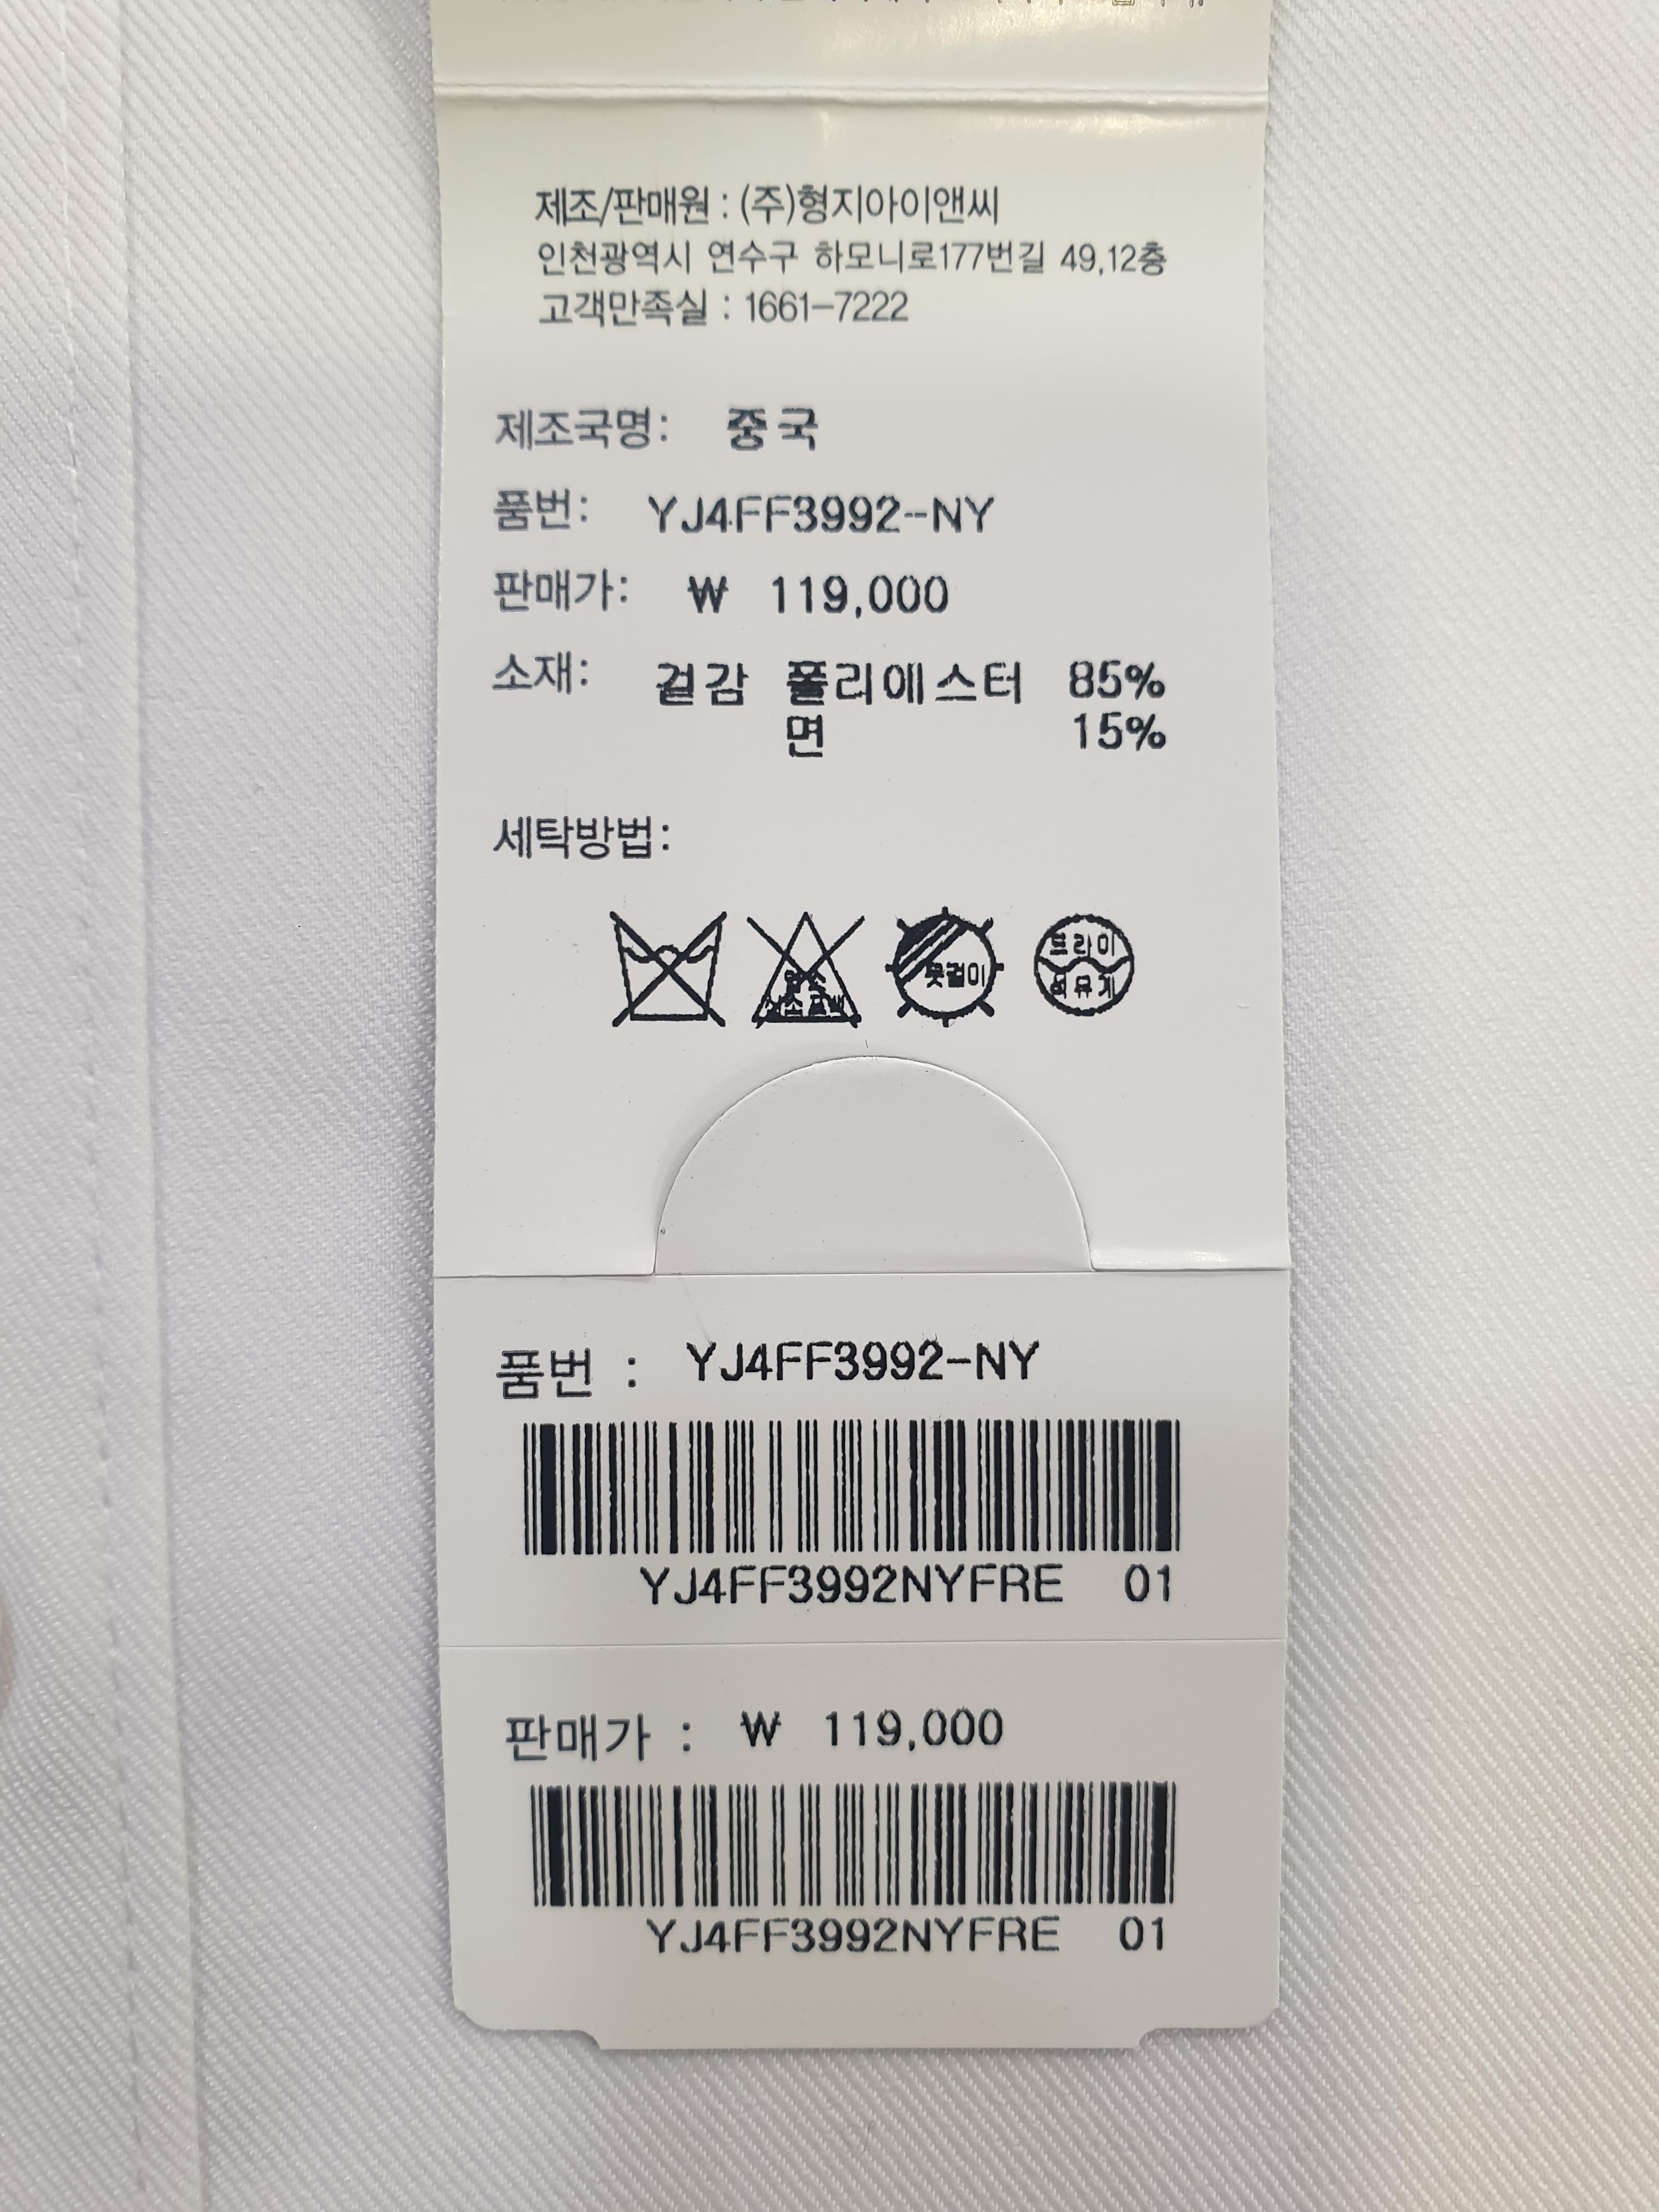 제조/판매원 : (주)형지아이앤씨
인천광역시 연수구 하모니로177번길 49,12층
고객만족실 : 1661-7222
제조국명: 중국
품번: YJ4FF3992-NY
판매가: ₩ 119,000
소재: 겉감 폴리에스터 85%
면 15%
세탁방법:
옷걸이
드라이
석유계
품번 : YJ4FF3992-NY
YJ4FF3992NYFRE 01
판매가 : ₩ 119,000
YJ4FF3992NYFRE 01